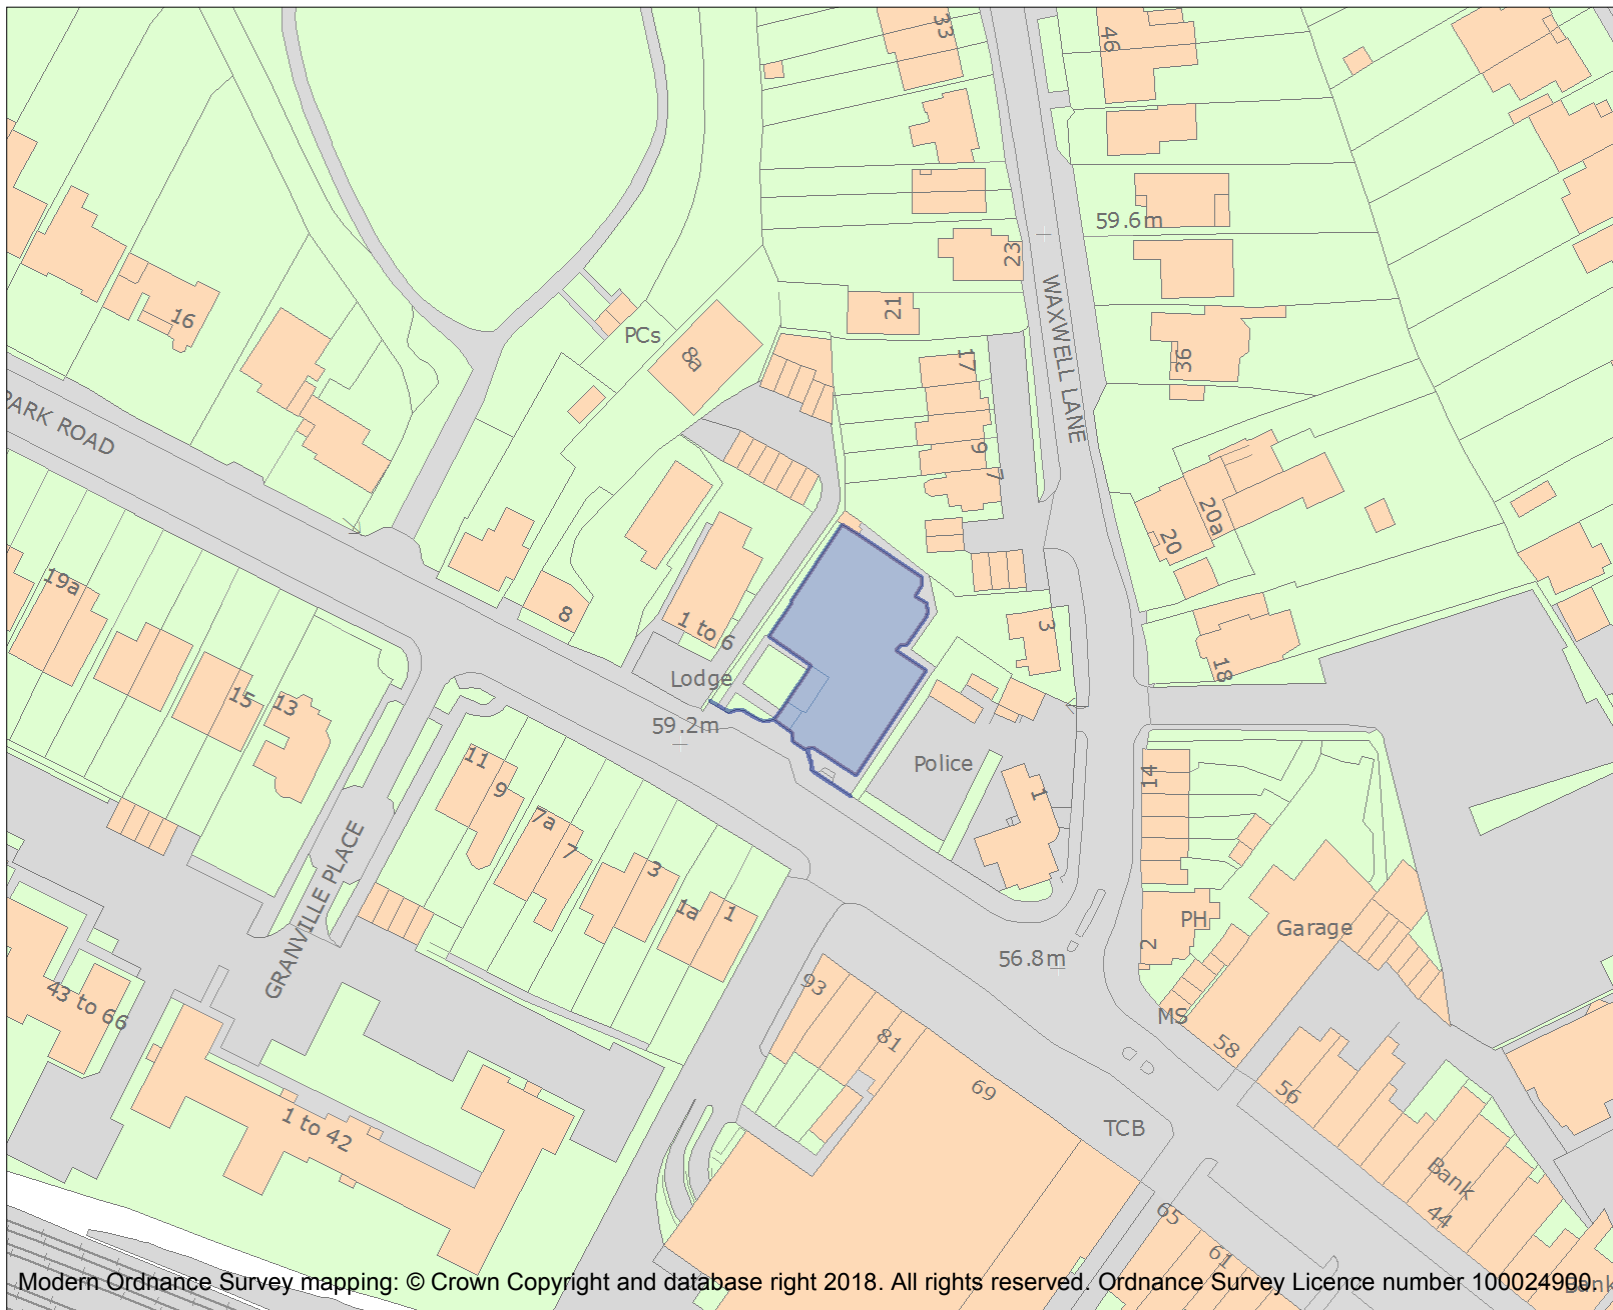 33
46
59.6m
23
WAXWELL LANE
21
16
PCs
8a
17
36
PARK ROAD
9
7
20a
20
19a
8
1 to 6
3
18
Lodge
15
13
59.2m
Police
11
9
14
1
7a
7
GRANVILLE PLACE
3
1a
1
PH
Garage
2
56.8m
93
43 to 66
MS
81
58
69
56
1 to 42
TCB
Bank
44
65
61
Bank
Modern Ordnance Survey mapping: © Crown Copyright and database right 2018. All rights reserved. Ordnance Survey Licence number 100024900.